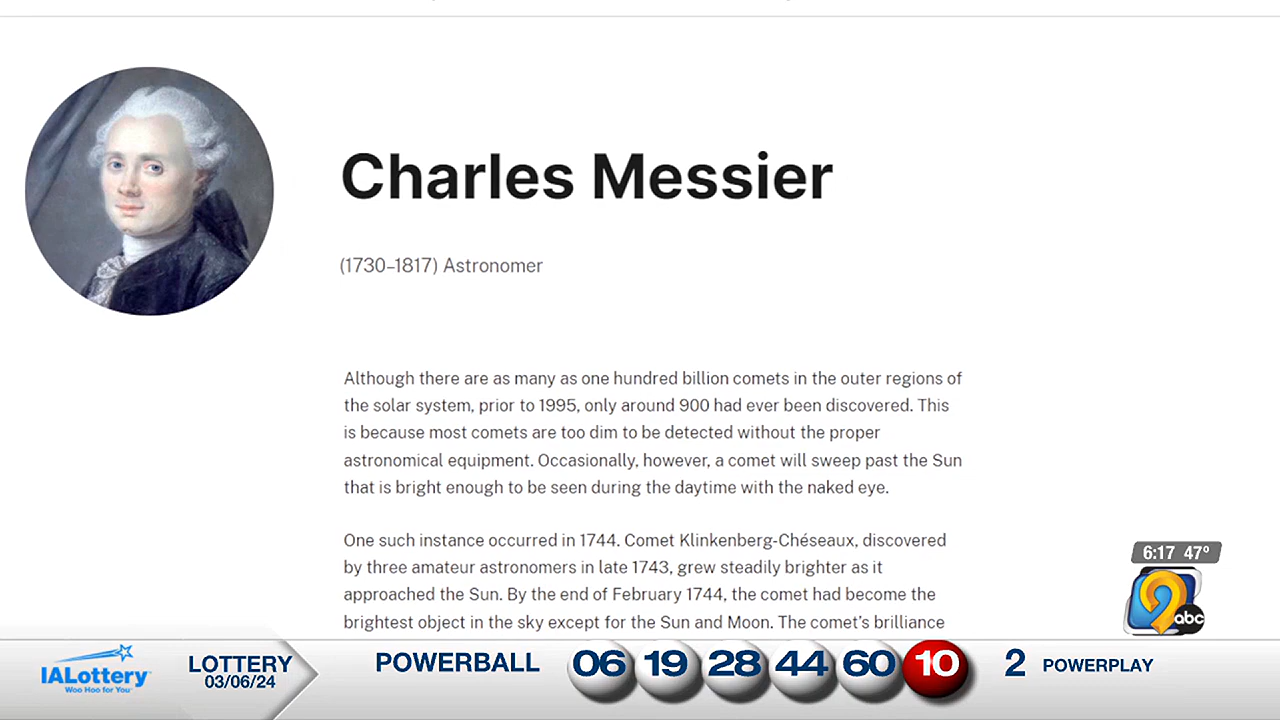 Charles Messier
(1730–1817) Astronomer
Although there are as many as one hundred billion comets in the outer regions of
the solar system, prior to 1995, only around 900 had ever been discovered. This
is because most comets are too dim to be detected without the proper
astronomical equipment. Occasionally, however, a comet will sweep past the Sun
that is bright enough to be seen during the daytime with the naked eye.
One such instance occurred in 1744. Comet Klinkenberg-Chéseaux, discovered
by three amateur astronomers in late 1743, grew steadily brighter as it
approached the Sun. By the end of February 1744, the comet had become the
brightest object in the sky except for the Sun and Moon. The comet's brilliance
6:17 47°
9 abc
IALottery
Woo Hoo for You
LOTTERY
03/06/24
POWERBALL 06 19 28 44 60 10 2 POWERPLAY